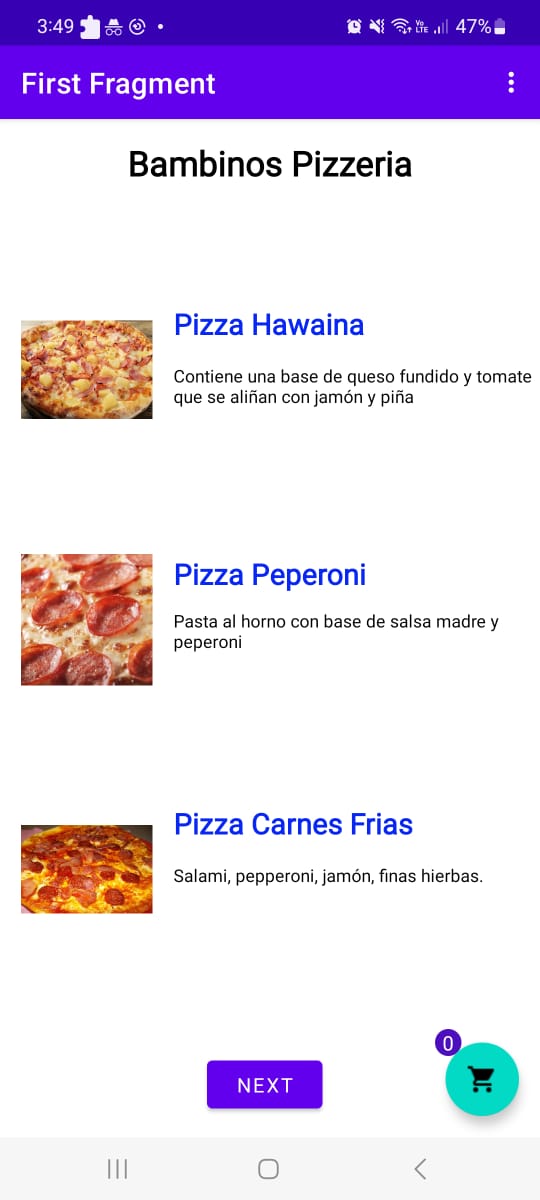 3:49
Vo
LTE
47%
First Fragment
Bambinos Pizzeria
Pizza Hawaina
Contiene una base de queso fundido y tomate
que se aliñan con jamón y piña
Pizza Peperoni
Pasta al horno con base de salsa madre y
peperoni
Pizza Carnes Frias
Salami, pepperoni, jamón, finas hierbas.
0
NEXT